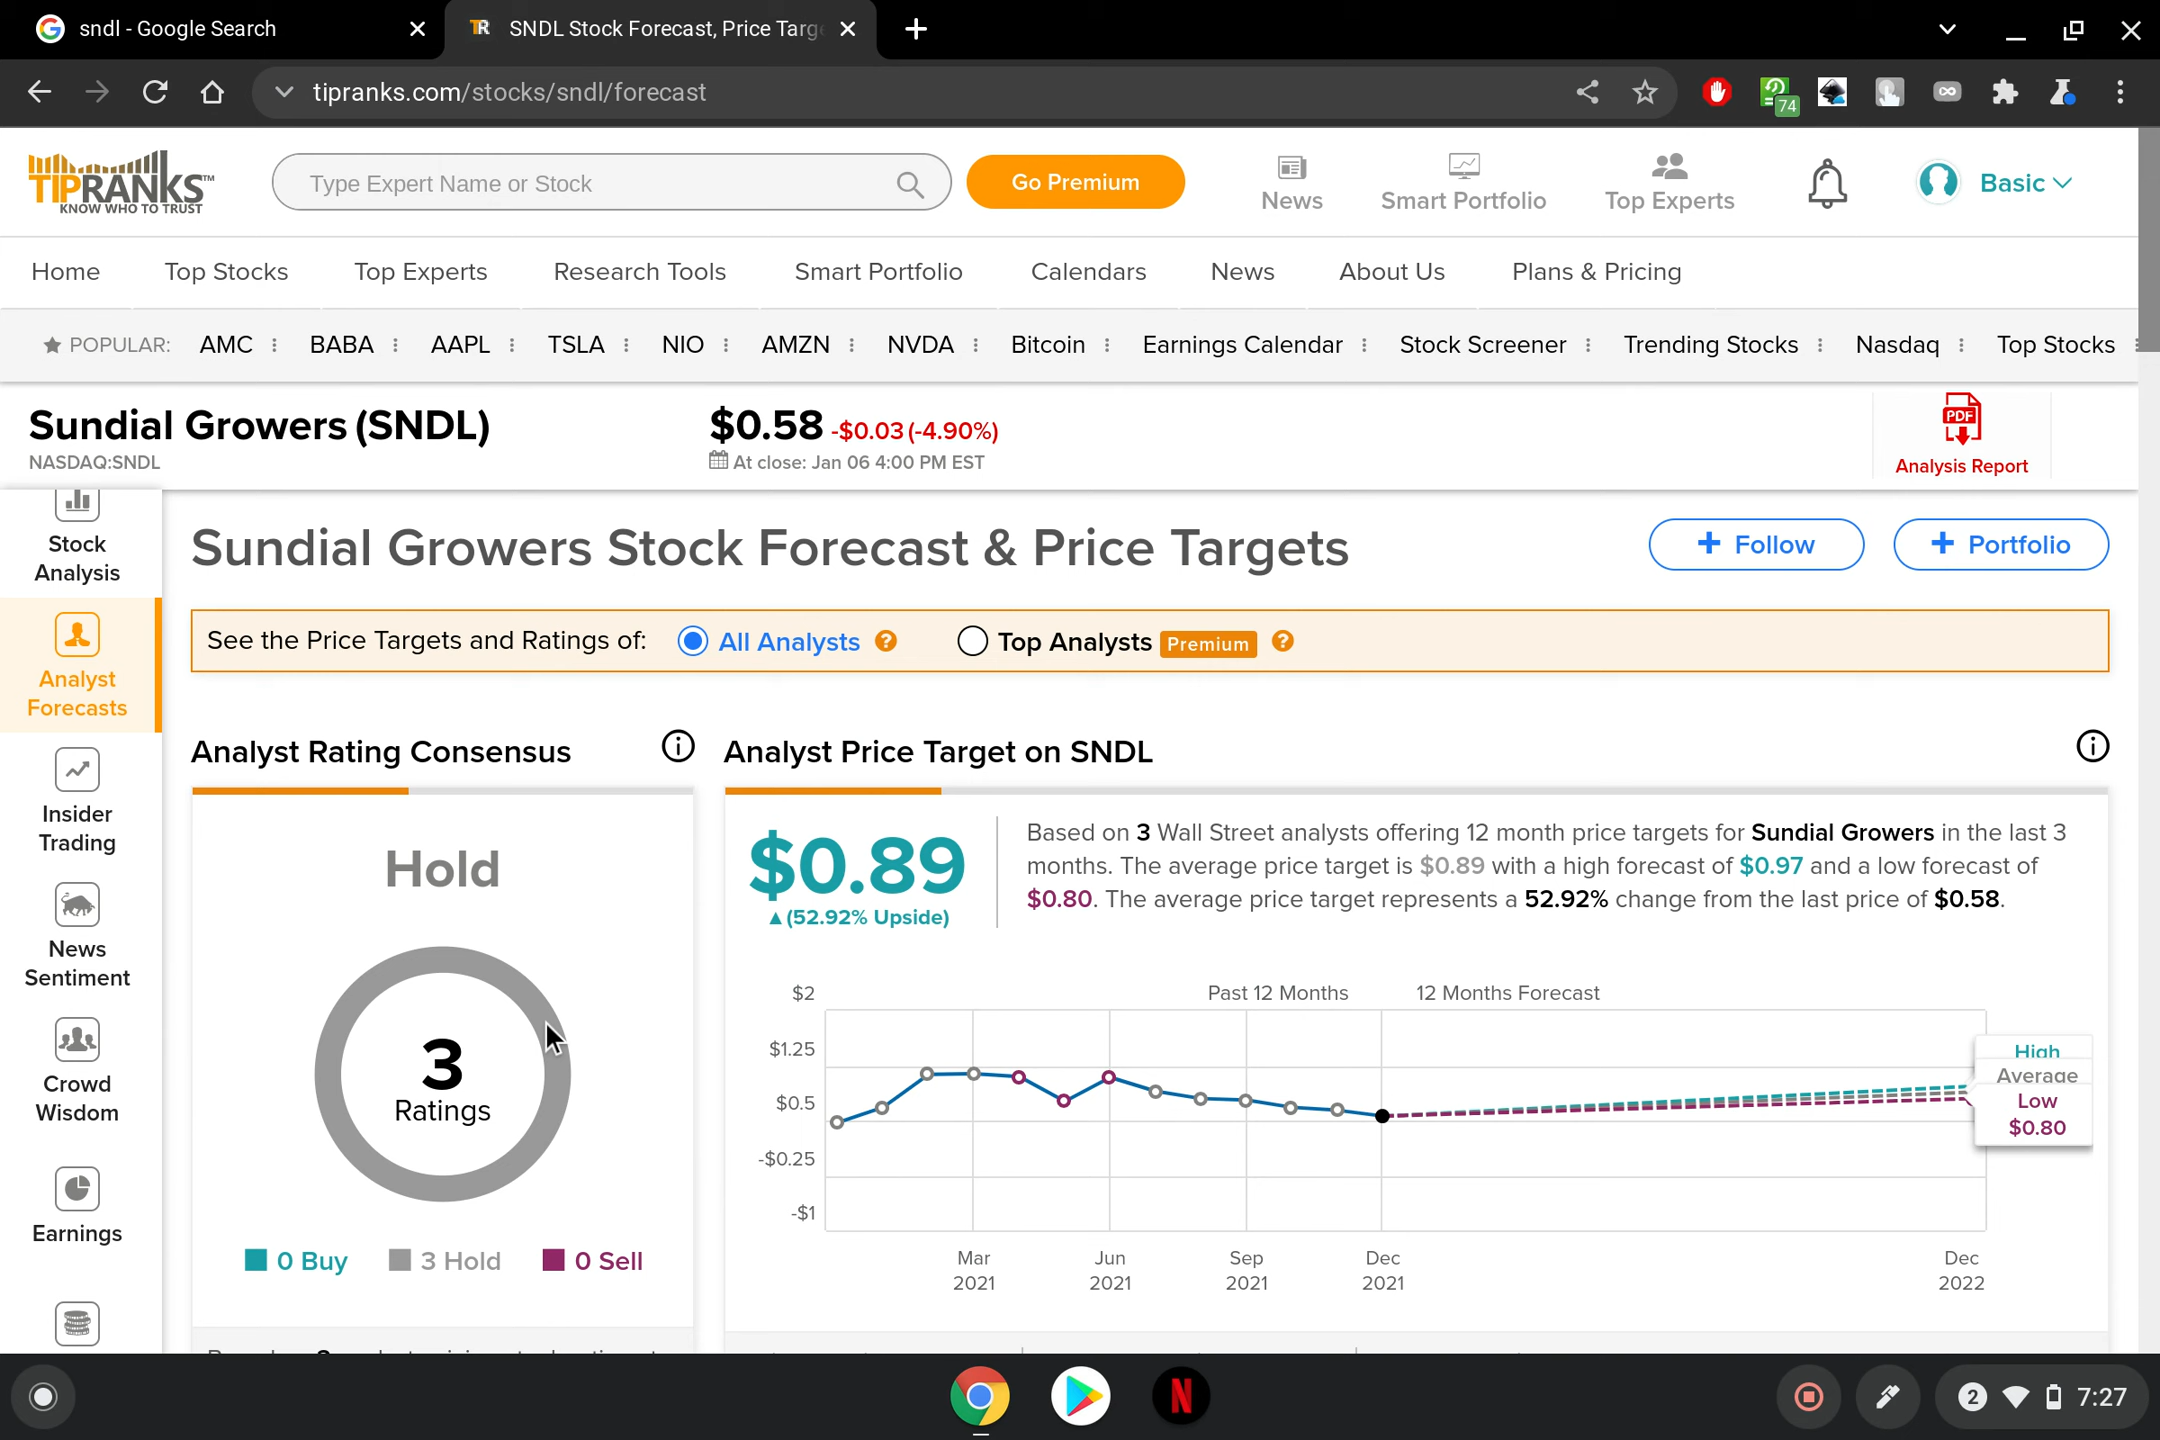 sndl - Google Search
SNDL Stock Forecast, Price Targ
tipranks.com/stocks/sndl/forecast
74
TIPRANKS™
KNOW WHO TO TRUST
Type Expert Name or Stock
Go Premium
News
Smart Portfolio
Top Experts
Basic
Home
Top Stocks
Top Experts
Research Tools
Smart Portfolio
Calendars
News
About Us
Plans & Pricing
POPULAR:
AMC
BABA
AAPL
TSLA
NIO
AMZN
NVDA
Bitcoin
Earnings Calendar
Stock Screener
Trending Stocks
Nasdaq
Top Stocks
Sundial Growers (SNDL)
NASDAQ:SNDL
$0.58 -$0.03 (-4.90%)
At close: Jan 06 4:00 PM EST
PDF
Analysis Report
Stock
Analysis
Analyst
Forecasts
Insider
Trading
News
Sentiment
Crowd
Wisdom
Earnings
Sundial Growers Stock Forecast & Price Targets
+ Follow
+ Portfolio
See the Price Targets and Ratings of:
All Analysts ?
Top Analysts Premium ?
Analyst Rating Consensus
Hold
3
Ratings
0 Buy
3 Hold
0 Sell
Analyst Price Target on SNDL
$0.89
▲(52.92% Upside)
Based on 3 Wall Street analysts offering 12 month price targets for Sundial Growers in the last 3
months. The average price target is $0.89 with a high forecast of $0.97 and a low forecast of
$0.80. The average price target represents a 52.92% change from the last price of $0.58.
Past 12 Months
12 Months Forecast
$2
$1.25
$0.5
-$0.25
-$1
High
Average
Low
$0.80
Mar
2021
Jun
2021
Sep
2021
Dec
2021
Dec
2022
2
7:27